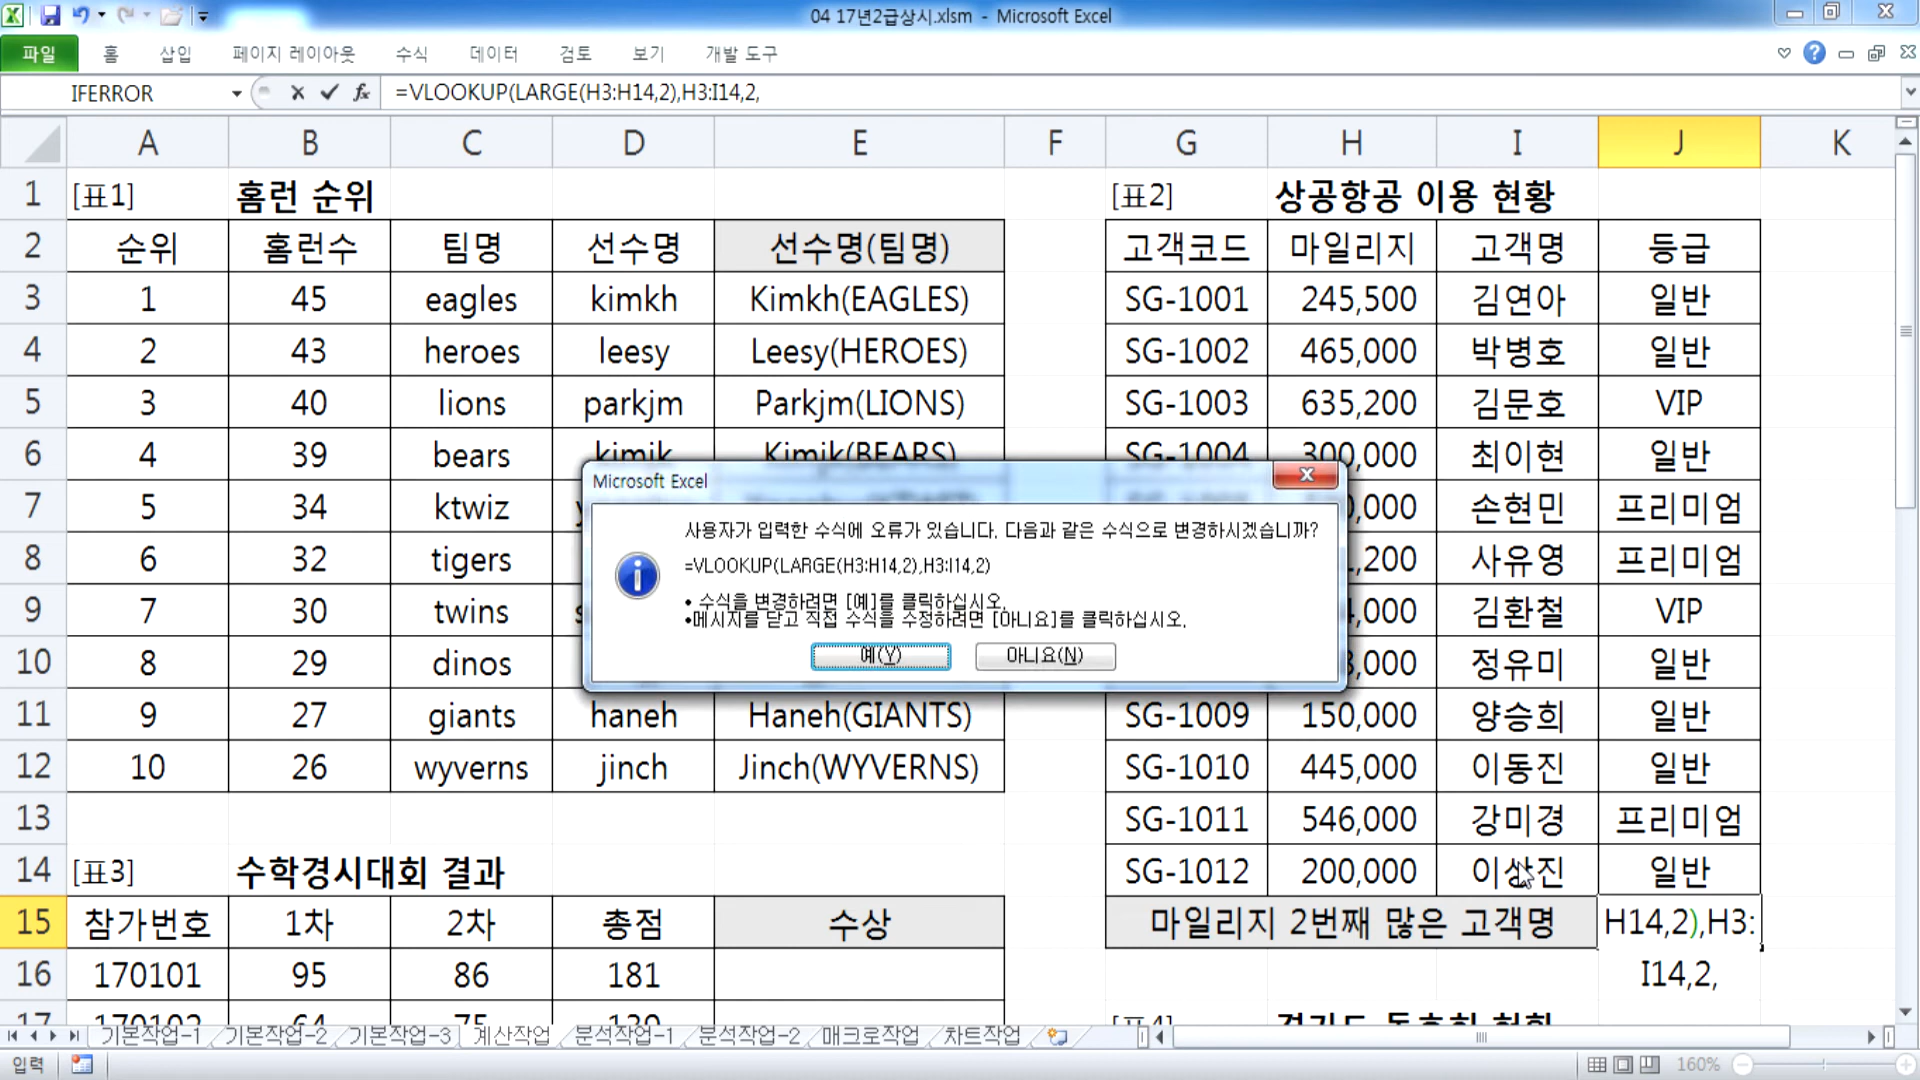 04 17년2급상시.xlsm - Microsoft Excel
파일 홈 삽입 페이지 레이아웃 수식 데이터 검토 보기 개발 도구
IFERROR =VLOOKUP(LARGE(H3:H14,2),H3:I14,2,
A B C D E F G H I J K
1 [표1] 홈런 순위 [표2] 상공항공 이용 현황
2 순위 홈런수 팀명 선수명 선수명(팀명) 고객코드 마일리지 고객명 등급
3 1 45 eagles kimkh Kimkh(EAGLES) SG-1001 245,500 김연아 일반
4 2 43 heroes leesy Leesy(HEROES) SG-1002 465,000 박병호 일반
5 3 40 lions parkjm Parkjm(LIONS) SG-1003 635,200 김문호 VIP
6 4 39 bears kimik Kimik(BEARS) SG-1004 300,000 최이현 일반
7 5 34 ktwiz 손현민 프리미엄
8 6 32 tigers 사유영 프리미엄
9 7 30 twins 김환철 VIP
10 8 29 dinos 정유미 일반
11 9 27 giants haneh Haneh(GIANTS) SG-1009 150,000 양승희 일반
12 10 26 wyverns jinch Jinch(WYVERNS) SG-1010 445,000 이동진 일반
13 SG-1011 546,000 강미경 프리미엄
14 [표3] 수학경시대회 결과 SG-1012 200,000 이상진 일반
15 참가번호 1차 2차 총점 수상 마일리지 2번째 많은 고객명 H14,2),H3:
16 170101 95 86 181 I14,2,
17 170102 64 75 139 [표4]
Microsoft Excel
사용자가 입력한 수식에 오류가 있습니다. 다음과 같은 수식으로 변경하시겠습니까?
=VLOOKUP(LARGE(H3:H14,2),H3:I14,2)
• 수식을 변경하려면 [예]를 클릭하십시오.
•메시지를 닫고 직접 수식을 수정하려면 [아니요]를 클릭하십시오.
예(Y) 아니요(N)
기본작업-1 기본작업-2 기본작업-3 계산작업 분석작업-1 분석작업-2 매크로작업 차트작업
입력 160%